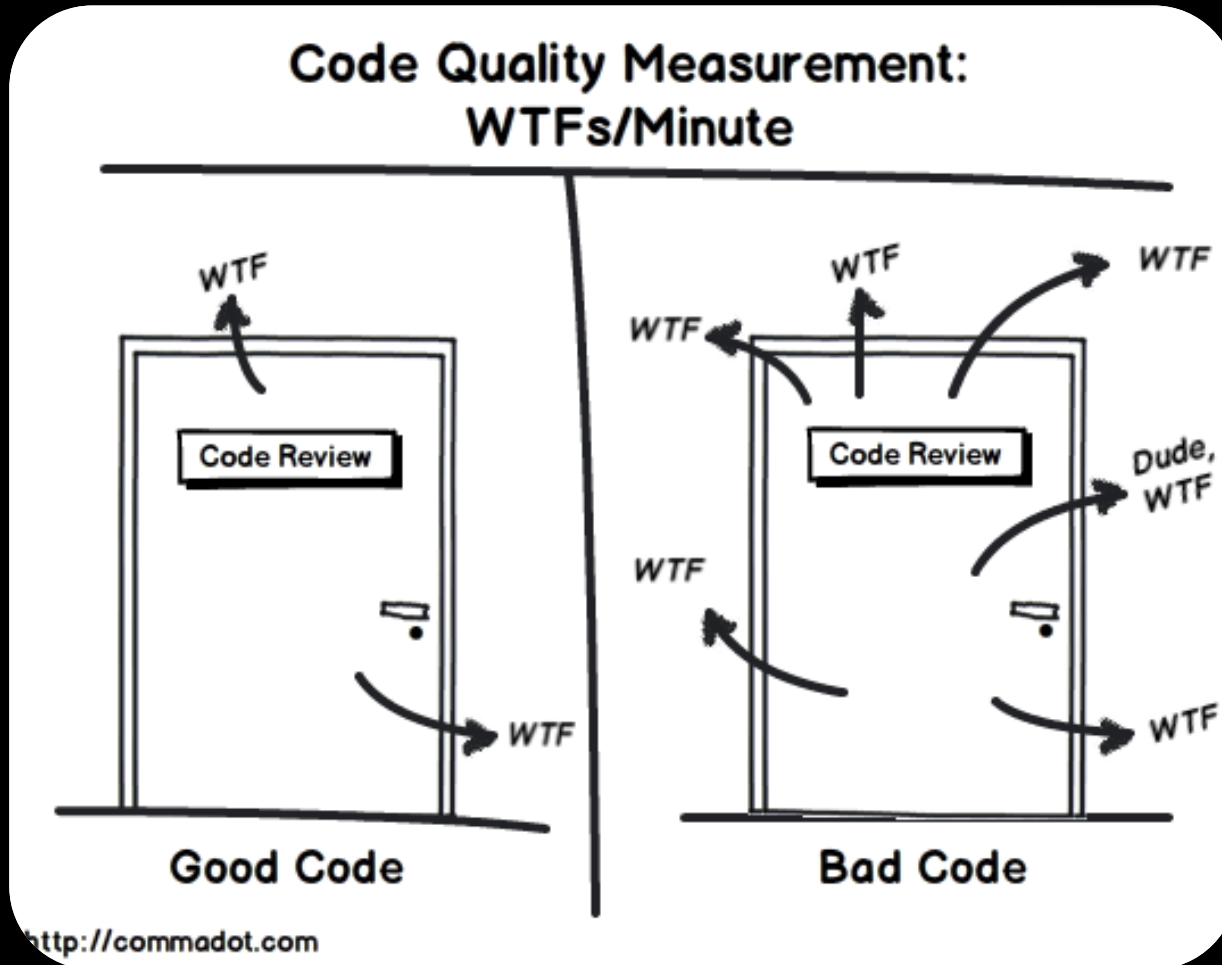 Code Quality Measurement:
WTFs/Minute
WTF
Code Review
WTF
Good Code
WTF
WTF
WTF
Code Review
Dude,
WTF
WTF
WTF
Bad Code
http://commadot.com